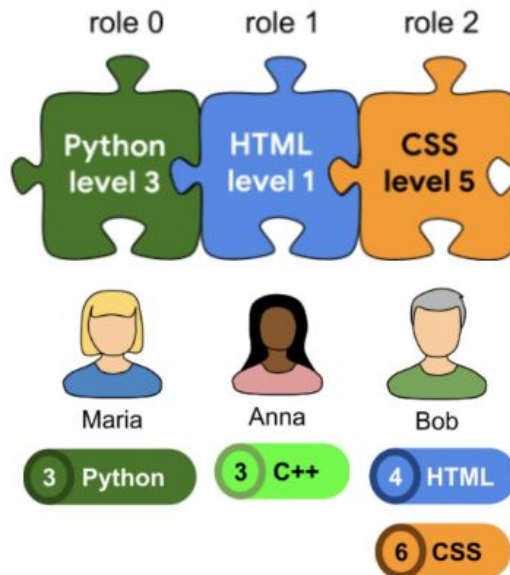 role 0 role 1 role 2
Python
level 3
HTML
level 1
CSS
level 5
Maria Anna Bob
3 Python 3 C++ 4 HTML
6 CSS